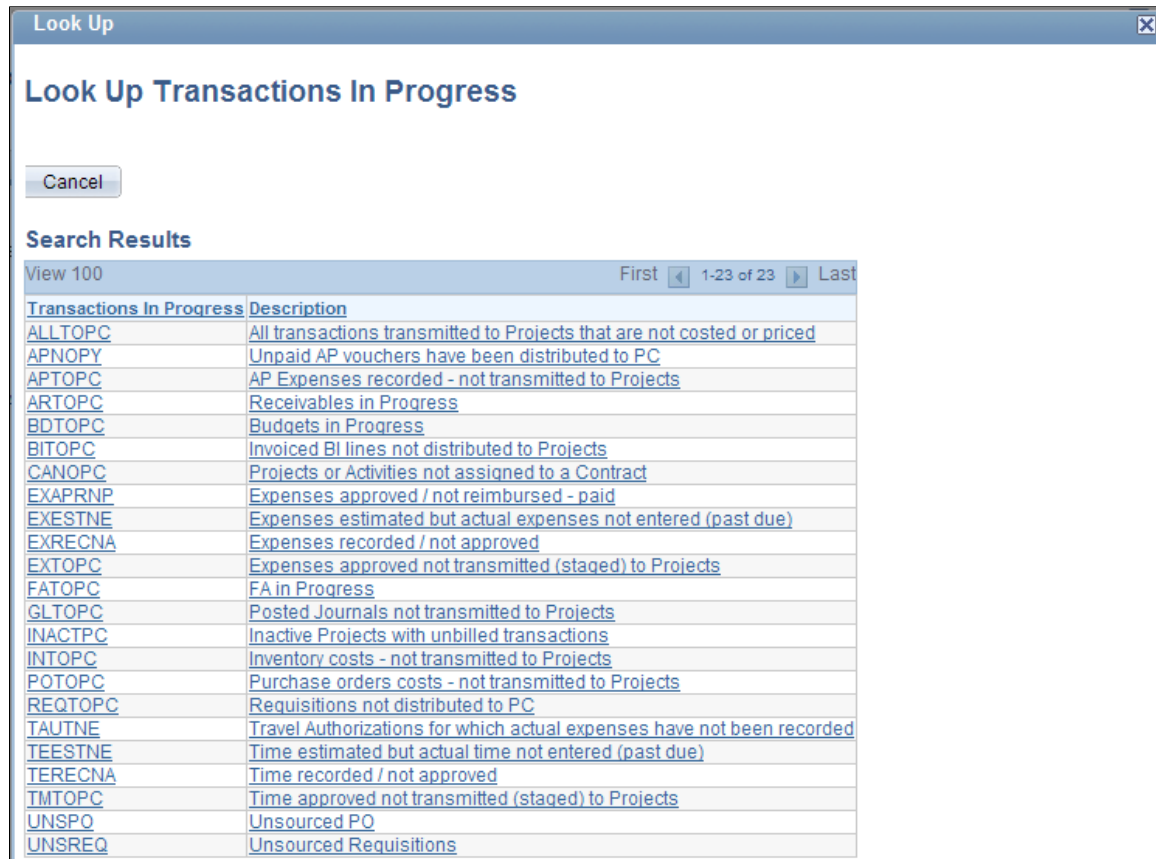 Look Up
Look Up Transactions In Progress
Cancel
Search Results
View 100 First 1-23 of 23 Last
Transactions In Progress Description
ALLTOPC All transactions transmitted to Projects that are not costed or priced
APNOPY Unpaid AP vouchers have been distributed to PC
APTOPC AP Expenses recorded - not transmitted to Projects
ARTOPC Receivables in Progress
BDTOPC Budgets in Progress
BITOPC Invoiced BI lines not distributed to Projects
CANOPC Projects or Activities not assigned to a Contract
EXAPRNP Expenses approved / not reimbursed - paid
EXESTNE Expenses estimated but actual expenses not entered (past due)
EXRECNA Expenses recorded / not approved
EXTOPC Expenses approved not transmitted (staged) to Projects
FATOPC FA in Progress
GLTOPC Posted Journals not transmitted to Projects
INACTPC Inactive Projects with unbilled transactions
INTOPC Inventory costs - not transmitted to Projects
POTOPC Purchase orders costs - not transmitted to Projects
REQTOPC Requisitions not distributed to PC
TAUTNE Travel Authorizations for which actual expenses have not been recorded
TEESTNE Time estimated but actual time not entered (past due)
TERECNA Time recorded / not approved
TMTOPC Time approved not transmitted (staged) to Projects
UNSPO Unsourced PO
UNSREQ Unsourced Requisitions